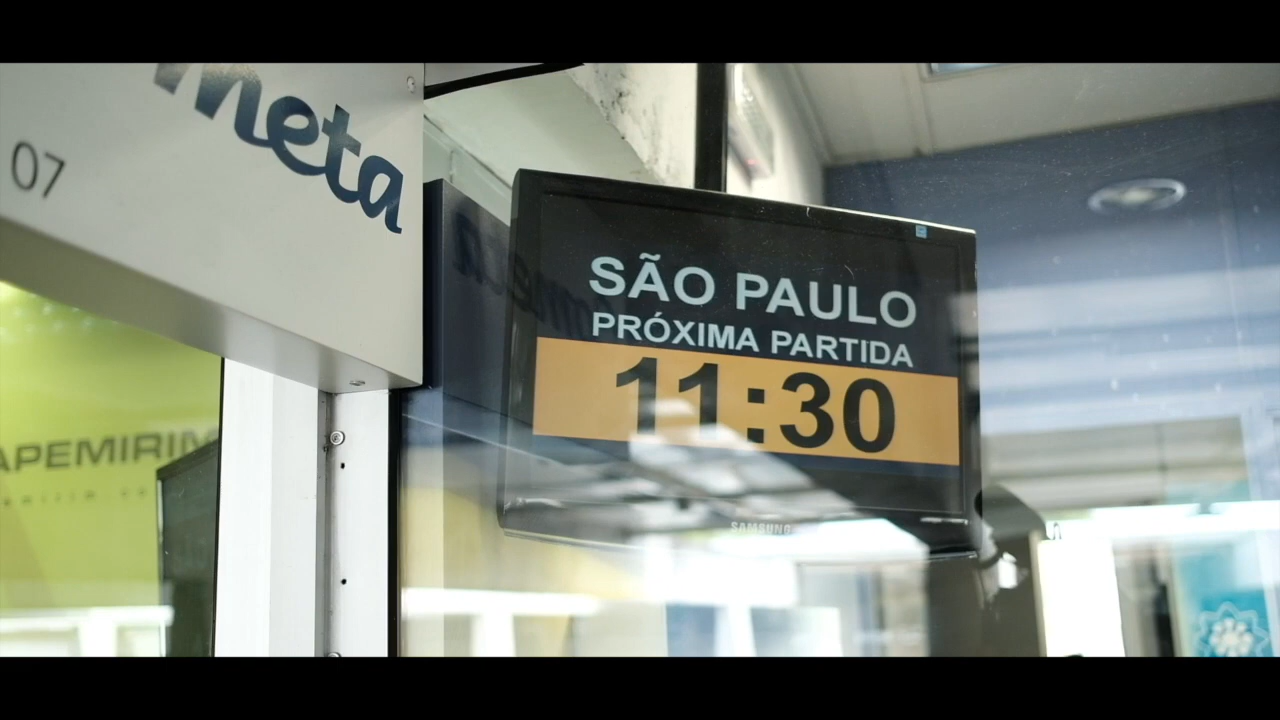 meta
07
SÃO PAULO
PRÓXIMA PARTIDA
11:30
SAMSUNG
APEMIRIM